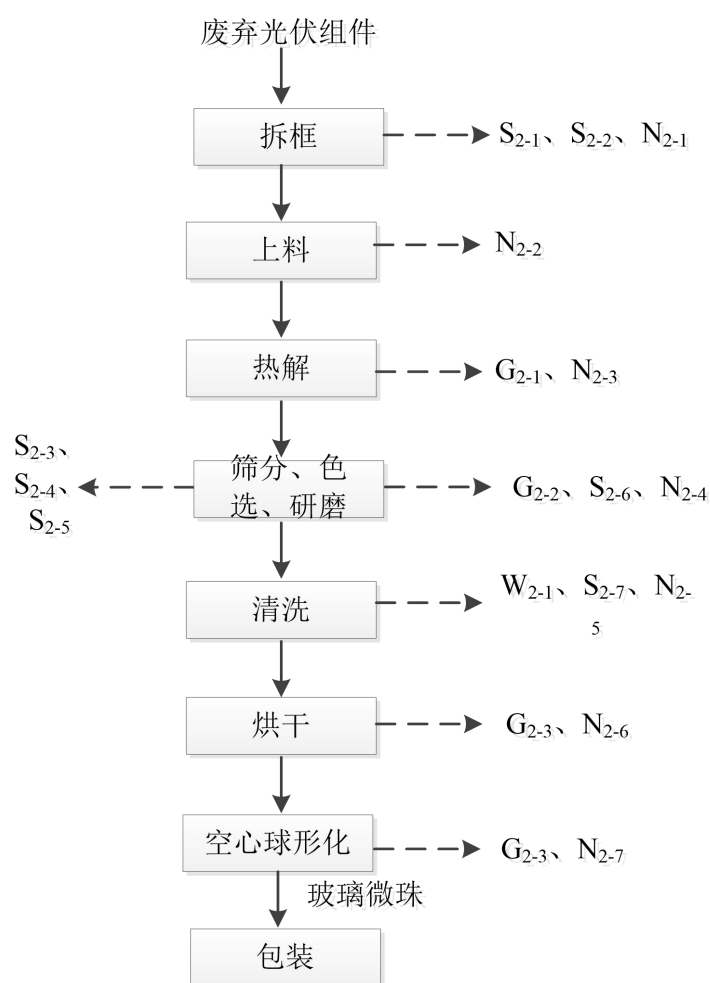 废弃光伏组件
拆框
S2-1、S2-2、N2-1
上料
N2-2
热解
G2-1、N2-3
S2-3、
S2-4、
S2-5
筛分、色
选、研磨
G2-2、S2-6、N2-4
清洗
W2-1、S2-7、N2-
5
烘干
G2-3、N2-6
空心球形化
G2-3、N2-7
玻璃微珠
包装